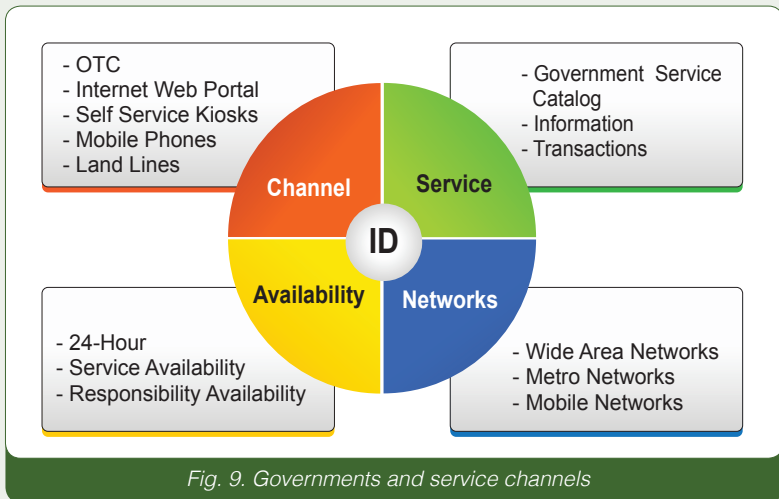 - OTC
- Internet Web Portal
- Self Service Kiosks
- Mobile Phones
- Land Lines
- Government Service
Catalog
- Information
- Transactions
Channel
Service
ID
Availability
Networks
- 24-Hour
- Service Availability
- Responsibility Availability
- Wide Area Networks
- Metro Networks
- Mobile Networks
Fig. 9. Governments and service channels